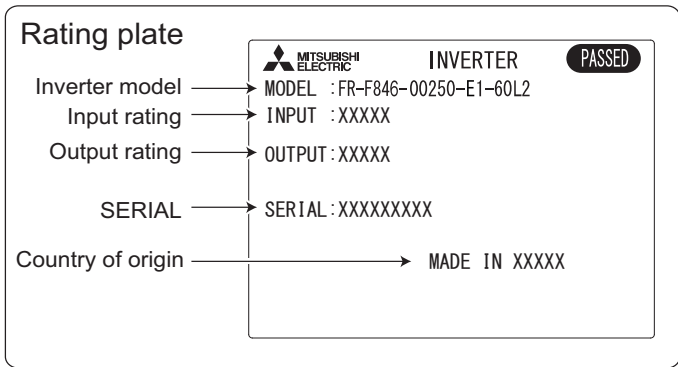 Rating plate
MITSUBISHI ELECTRIC INVERTER PASSED
Inverter model MODEL :FR-F846-00250-E1-60L2
Input rating INPUT :XXXXX
Output rating OUTPUT:XXXXX
SERIAL SERIAL:XXXXXXXXX
Country of origin MADE IN XXXXX